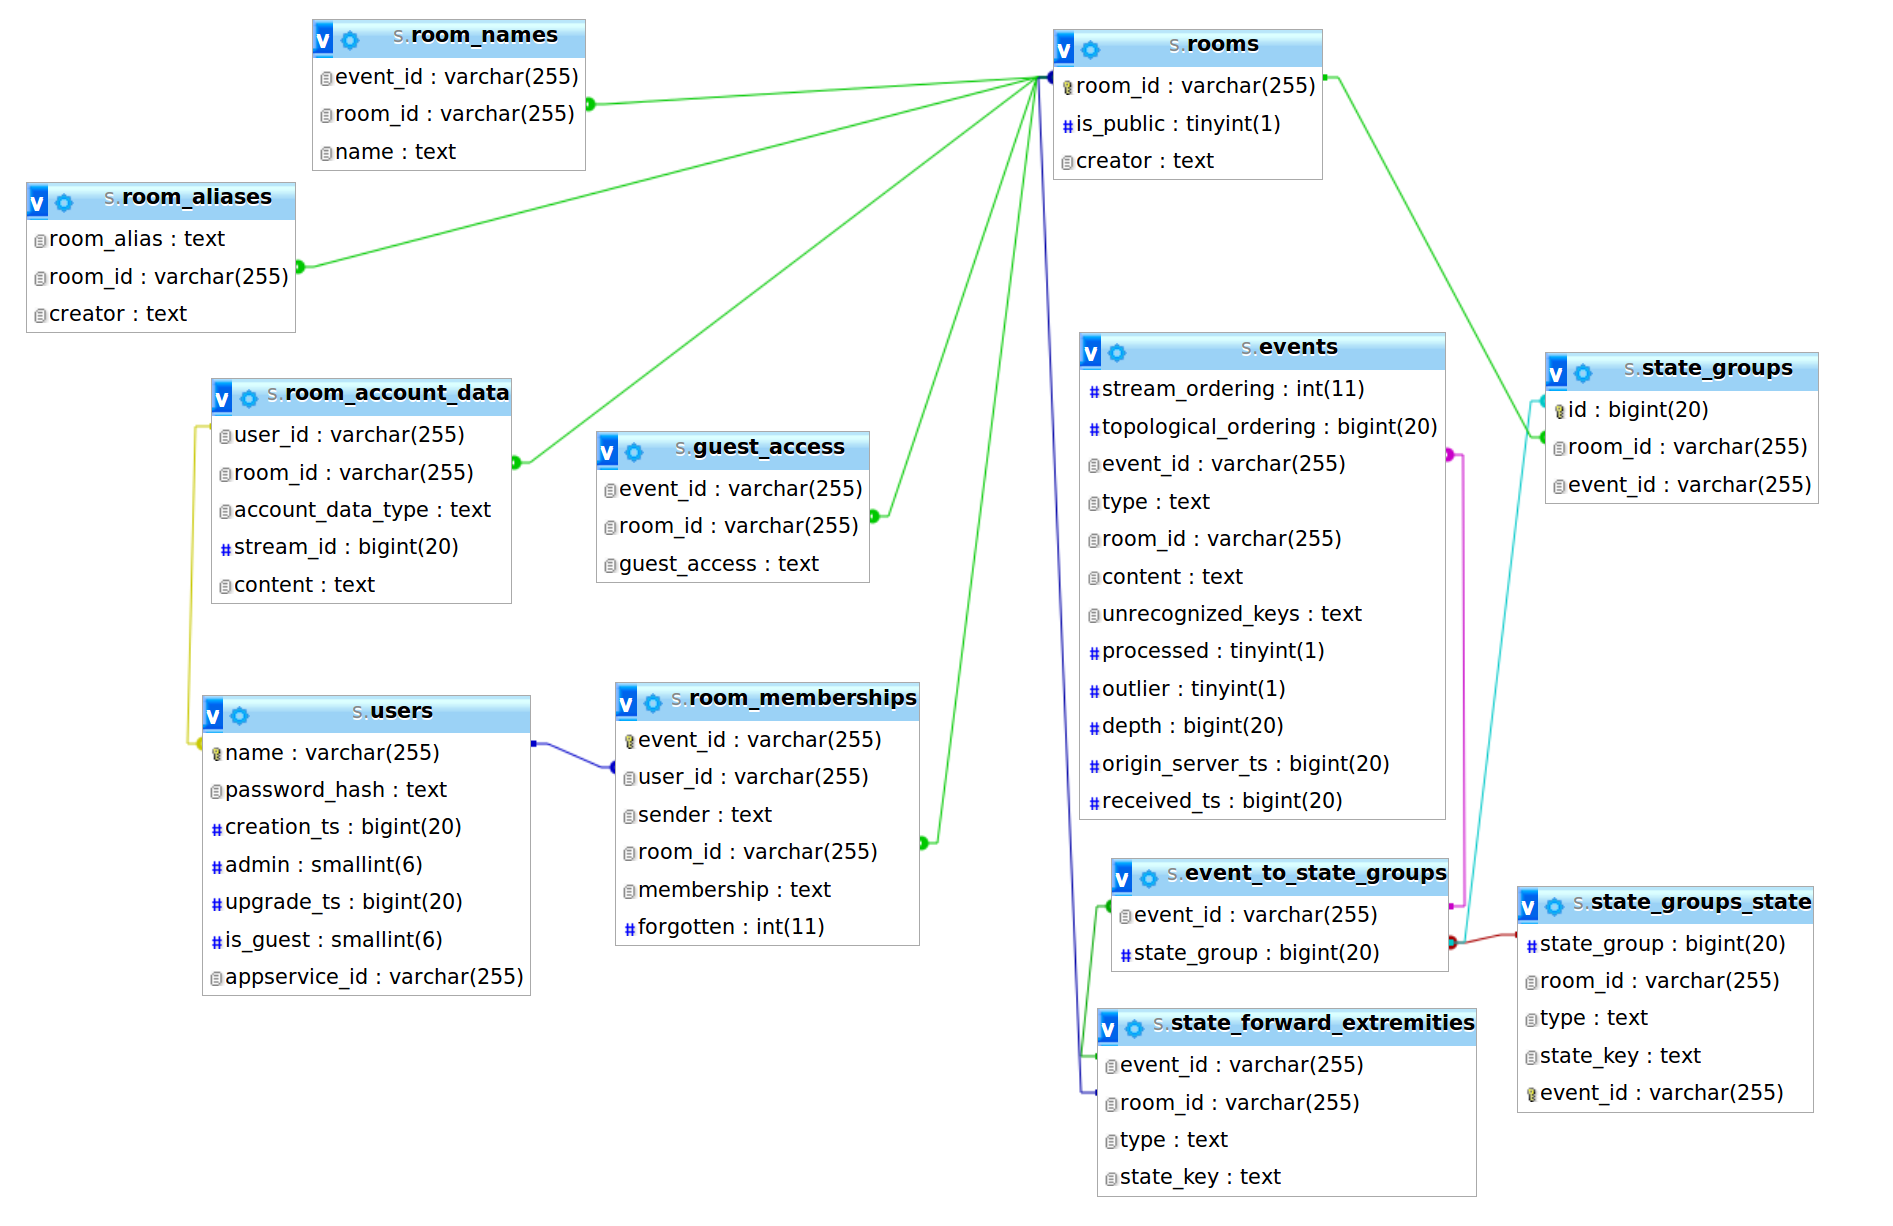 s.room_names
event_id : varchar(255)
room_id : varchar(255)
name : text
s.rooms
room_id : varchar(255)
is_public : tinyint(1)
creator : text
s.room_aliases
room_alias : text
room_id : varchar(255)
creator : text
s.room_account_data
user_id : varchar(255)
room_id : varchar(255)
account_data_type : text
stream_id : bigint(20)
content : text
s.guest_access
event_id : varchar(255)
room_id : varchar(255)
guest_access : text
s.events
stream_ordering : int(11)
topological_ordering : bigint(20)
event_id : varchar(255)
type : text
room_id : varchar(255)
content : text
unrecognized_keys : text
processed : tinyint(1)
outlier : tinyint(1)
depth : bigint(20)
origin_server_ts : bigint(20)
received_ts : bigint(20)
s.state_groups
id : bigint(20)
room_id : varchar(255)
event_id : varchar(255)
s.users
name : varchar(255)
password_hash : text
creation_ts : bigint(20)
admin : smallint(6)
upgrade_ts : bigint(20)
is_guest : smallint(6)
appservice_id : varchar(255)
s.room_memberships
event_id : varchar(255)
user_id : varchar(255)
sender : text
room_id : varchar(255)
membership : text
forgotten : int(11)
s.event_to_state_groups
event_id : varchar(255)
state_group : bigint(20)
s.state_groups_state
state_group : bigint(20)
room_id : varchar(255)
type : text
state_key : text
event_id : varchar(255)
s.state_forward_extremities
event_id : varchar(255)
room_id : varchar(255)
type : text
state_key : text